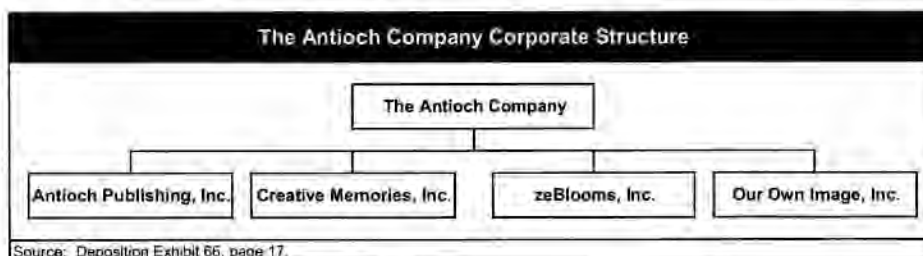 The Antioch Company Corporate Structure
The Antioch Company
Antioch Publishing, Inc. Creative Memories, Inc. zeBlooms, Inc. Our Own Image, Inc.
Source: Deposition Exhibit 66, page 17.